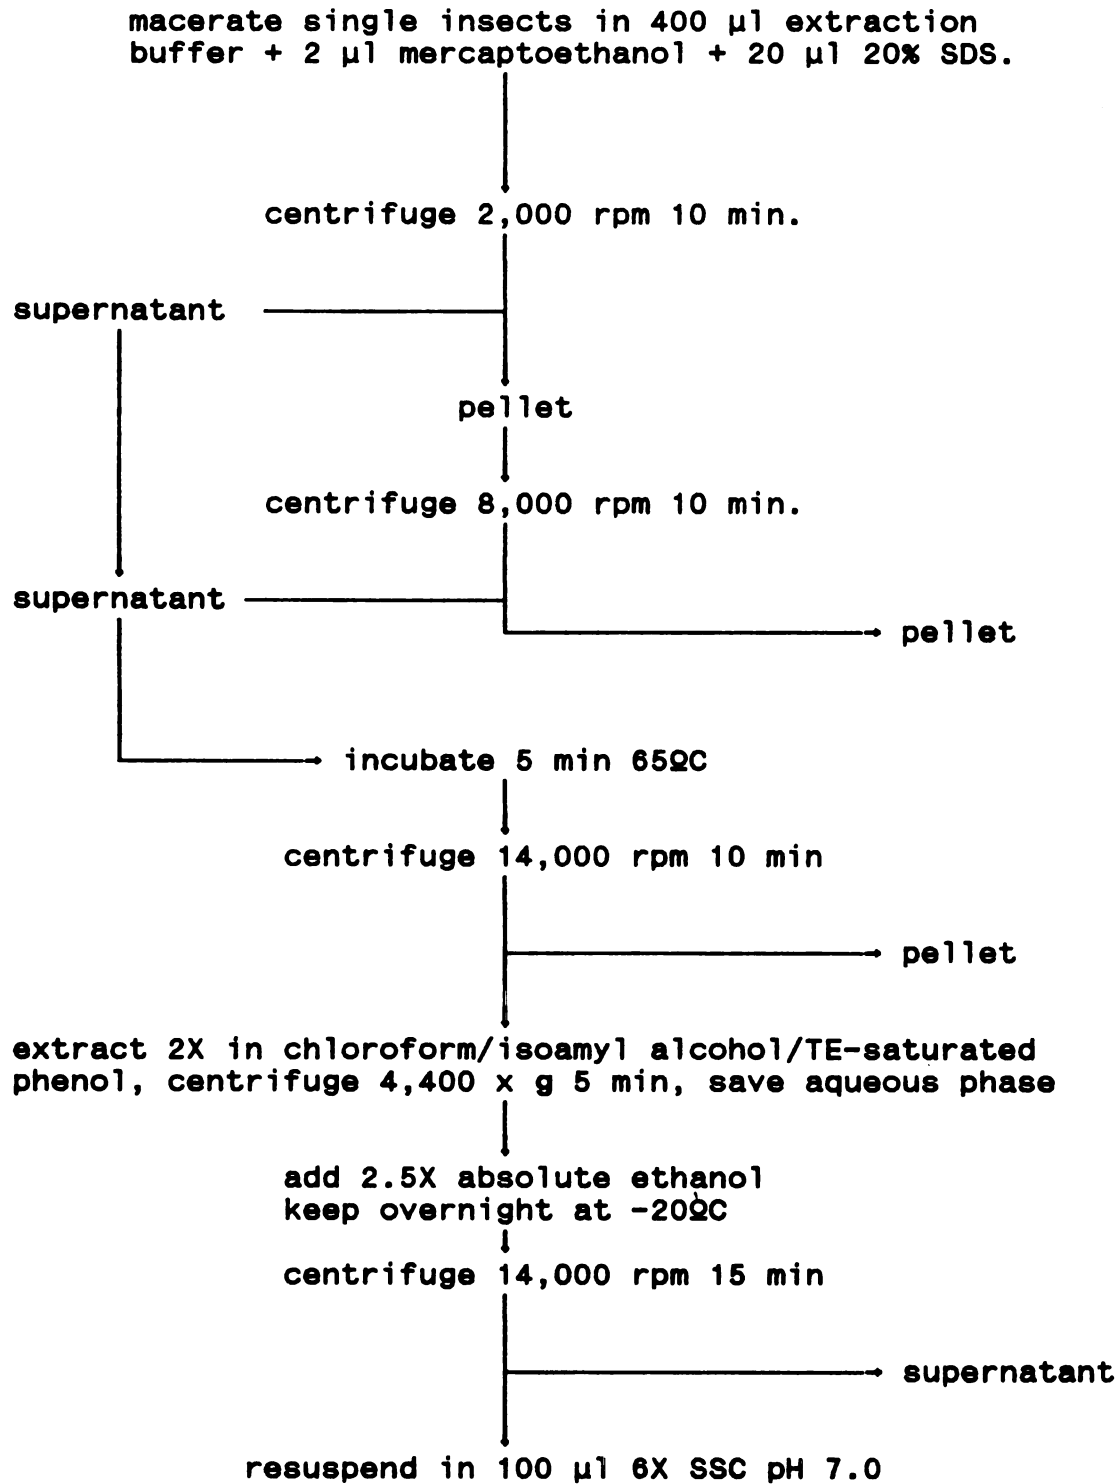 macerate single insects in 400 µl extraction
buffer + 2 µl mercaptoethanol + 20 µl 20% SDS.
centrifuge 2,000 rpm 10 min.
supernatant
pellet
centrifuge 8,000 rpm 10 min.
supernatant
pellet
incubate 5 min 65ºC
centrifuge 14,000 rpm 10 min
pellet
extract 2X in chloroform/isoamyl alcohol/TE-saturated
phenol, centrifuge 4,400 x g 5 min, save aqueous phase
add 2.5X absolute ethanol
keep overnight at -20ºC
centrifuge 14,000 rpm 15 min
supernatant
resuspend in 100 µl 6X SSC pH 7.0